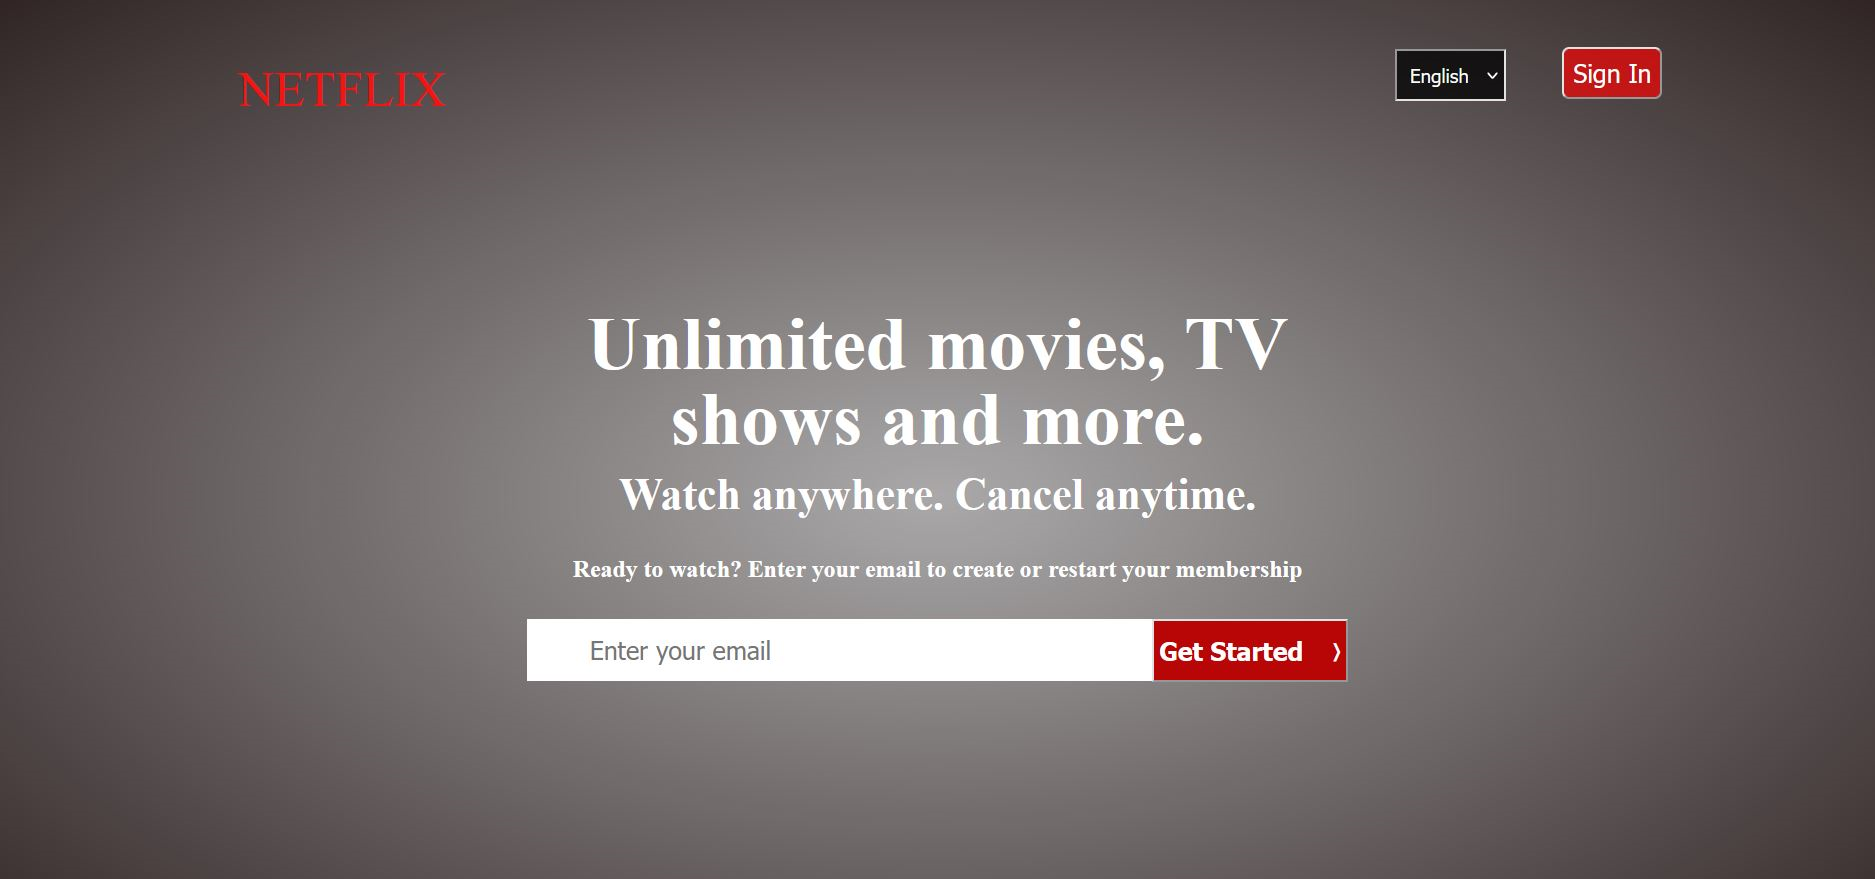 NETFLIX
English
Sign In
Unlimited movies, TV
shows and more.
Watch anywhere. Cancel anytime.
Ready to watch? Enter your email to create or restart your membership
Enter your email
Get Started